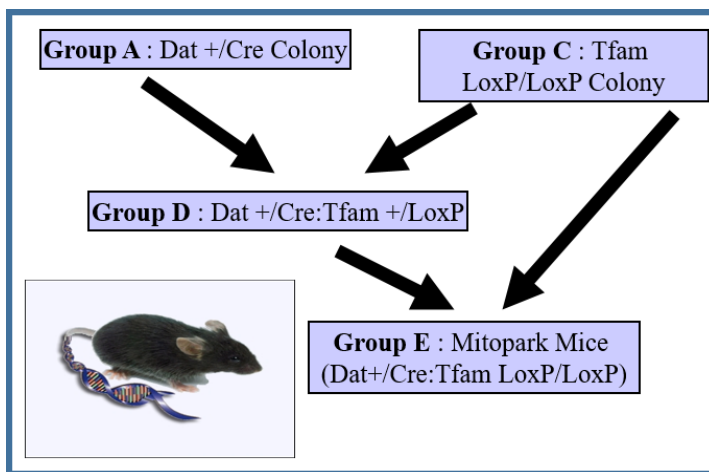 Group A : Dat +/Cre Colony
Group C : Tfam
LoxP/LoxP Colony
Group D : Dat +/Cre:Tfam +/LoxP
Group E : Mitopark Mice
(Dat+/Cre:Tfam LoxP/LoxP)